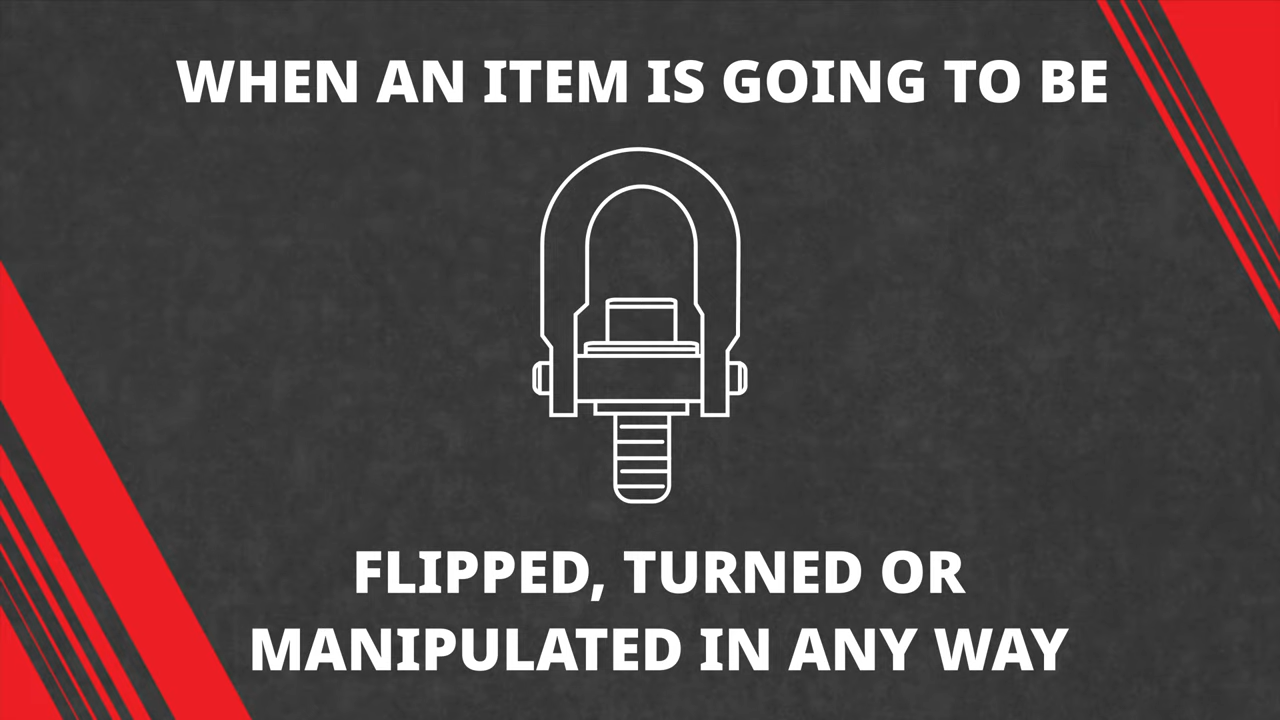 WHEN AN ITEM IS GOING TO BE
FLIPPED, TURNED OR
MANIPULATED IN ANY WAY